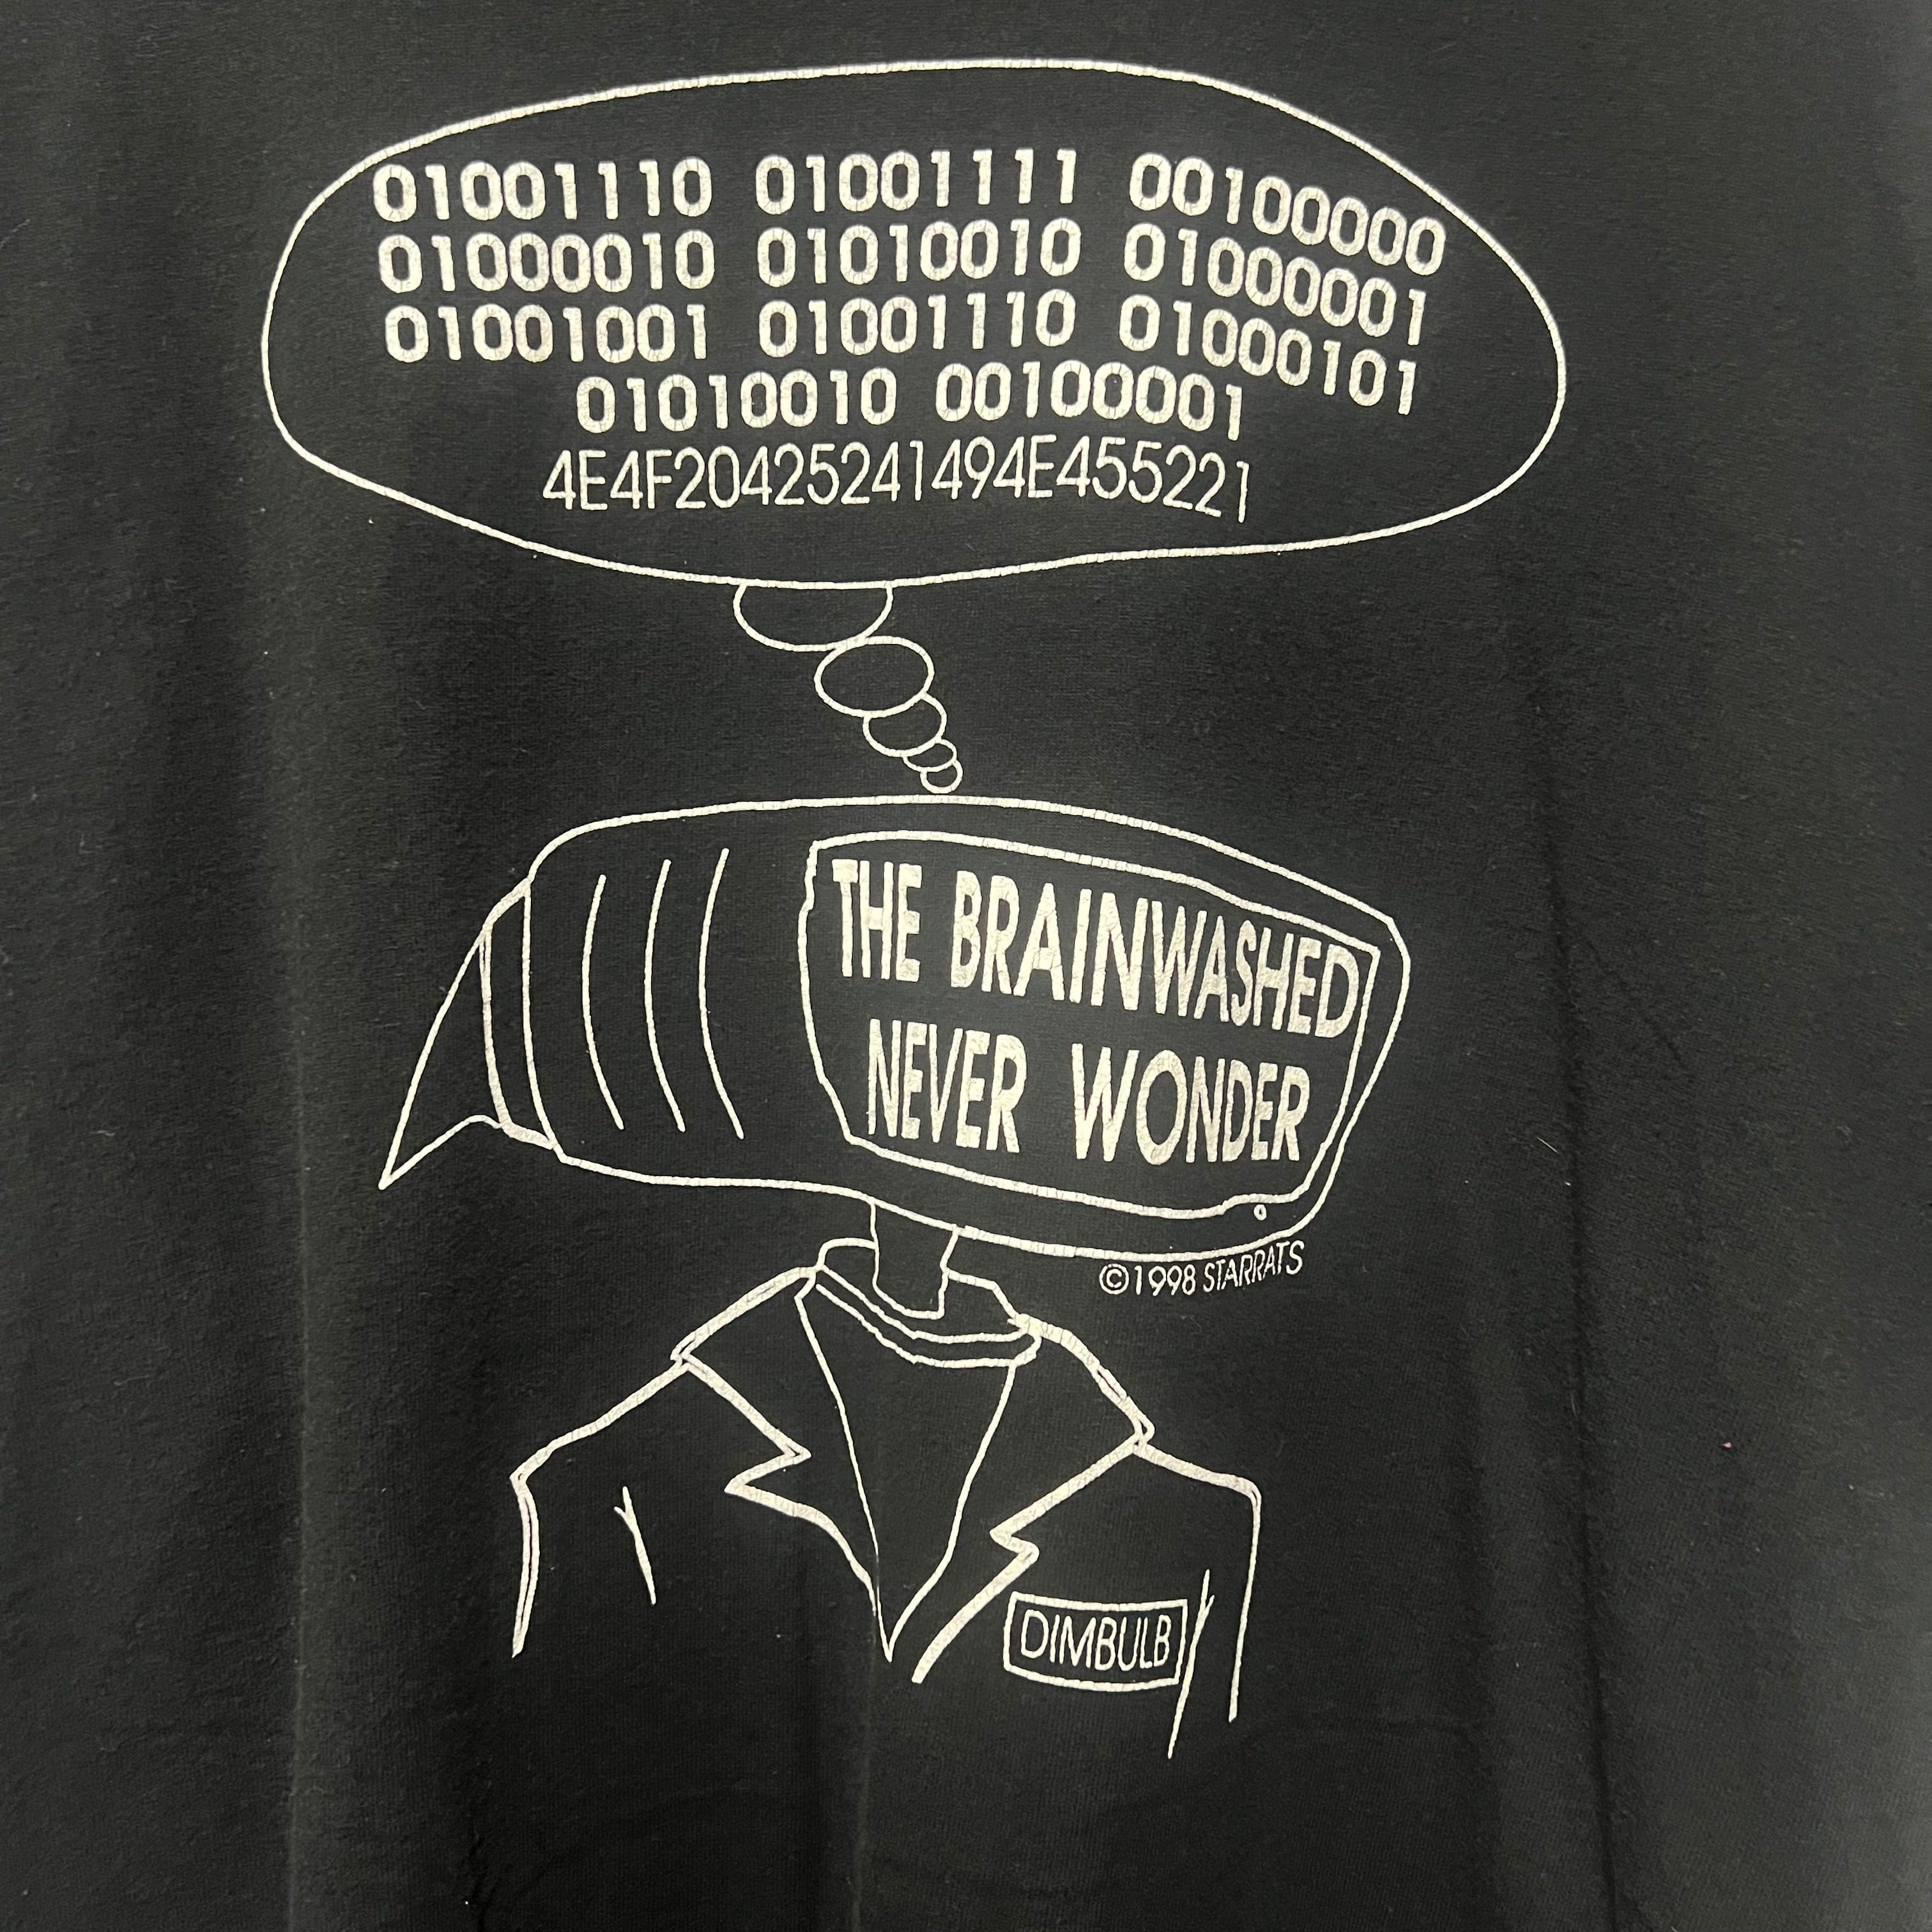 01001110 01001111 00100000
01000010 01010010 01000001
01001001 01001110 01000101
01010010 00100001
4E4F20425241494E455221
THE BRAINWASHED
NEVER WONDER
©1998 STARRATS
DIMBULB